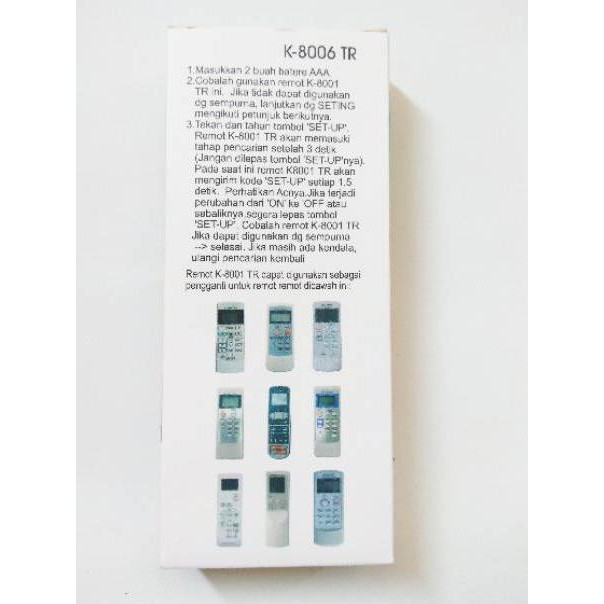 K-8006 TR
1.Masukkan 2 buah batere AAA
2.Cobalah gunakan remot K-8001
TR ini. Jika tidak dapat digunakan
dg sempurna, lanjutkan dg SETING
mengikuti petunjuk berikutnya.
3.Tekan dan tahan tombol 'SET-UP'.
Remot K-8001 TR akan memasuki
tahap pencarian setelah 3 detik
(Jangan dilepas tombol 'SET-UP'nya).
Pada saat ini remot K8001 TR akan
mengirim kode 'SET-UP' setiap 1.5
detik. Perhatikan Acnya.Jika terjadi
perubahan dari 'ON' ke 'OFF atau
sebaliknya,segera lepas tombol
'SET-UP'. Cobalah remot K-8001 TR
Jika dapat digunakan dg sempurna
--> selesai. Jika masih ada kendala,
ulangi pencarian kembali
Remot K-8001 TR dapat digunakan sebagai
pengganti untuk remot remot dibawah ini: